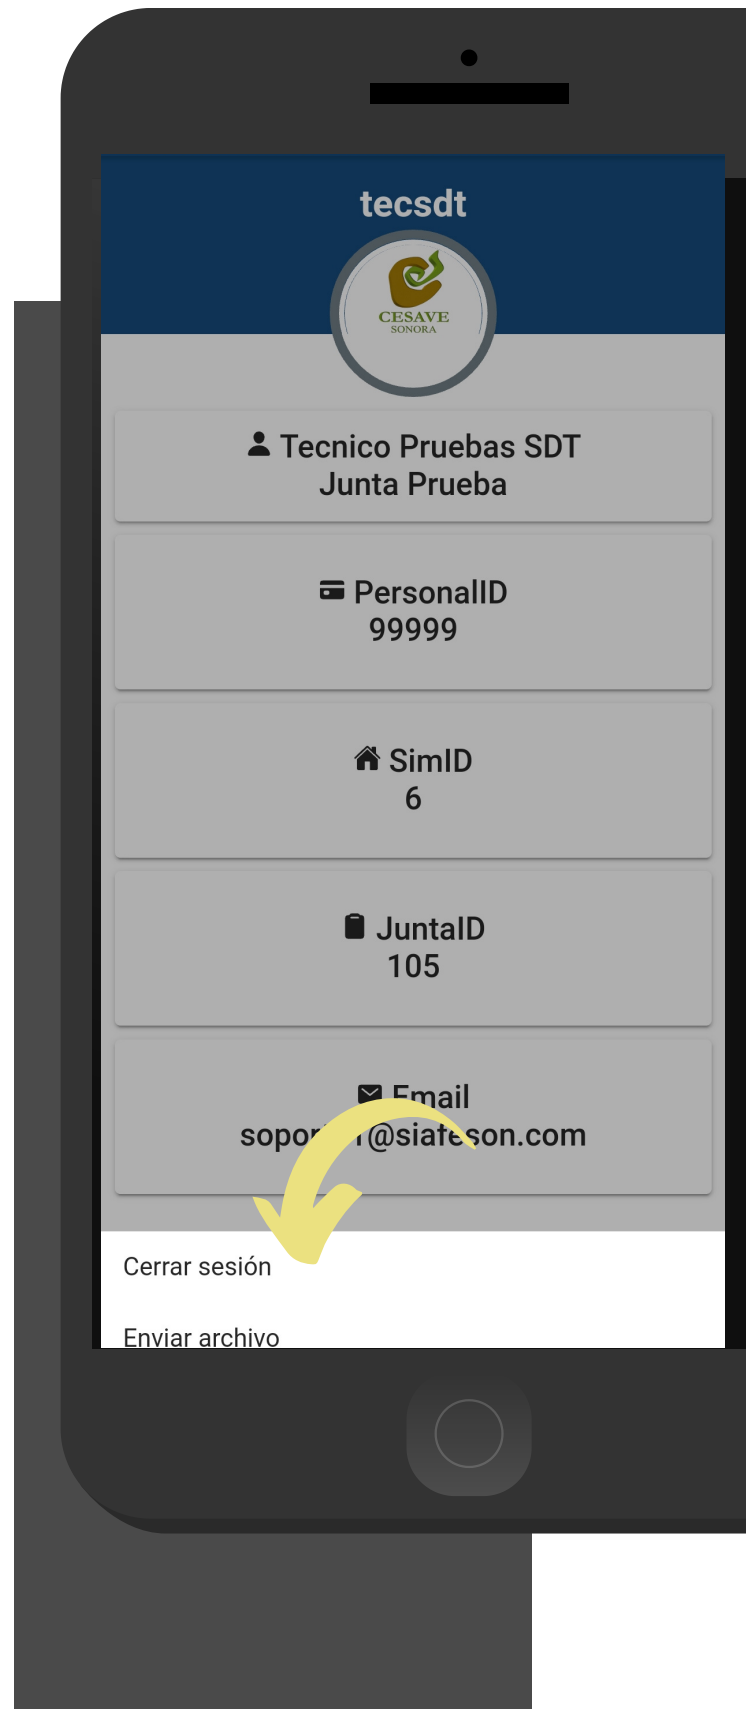 tecsdt
CESAVE
SONORA
Tecnico Pruebas SDT
Junta Prueba
PersonalID
99999
SimID
6
JuntaID
105
Email
@siafeson.com
Cerrar sesión
Enviar archivo